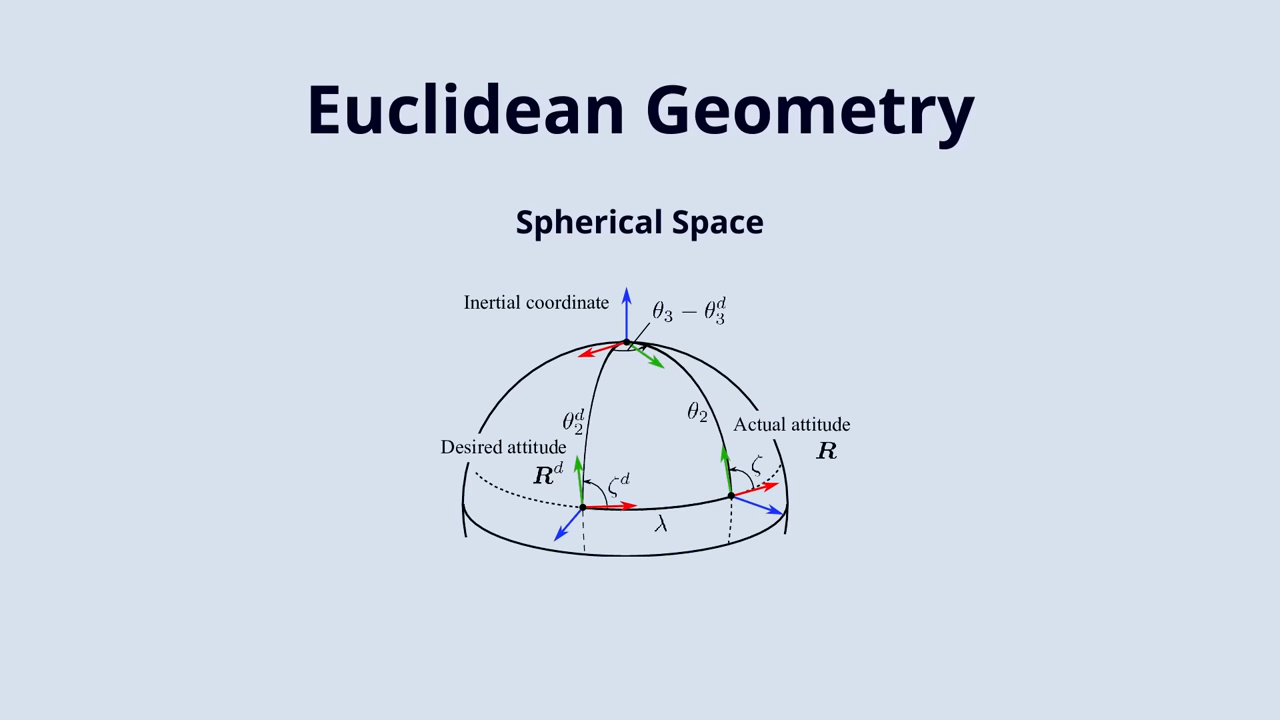 Euclidean Geometry
Spherical Space
Inertial coordinate
θ₃ − θ₃ᵈ
θ₂ᵈ
θ₂
Actual attitude
R
Desired attitude
Rᵈ
ζᵈ
ζ
λ